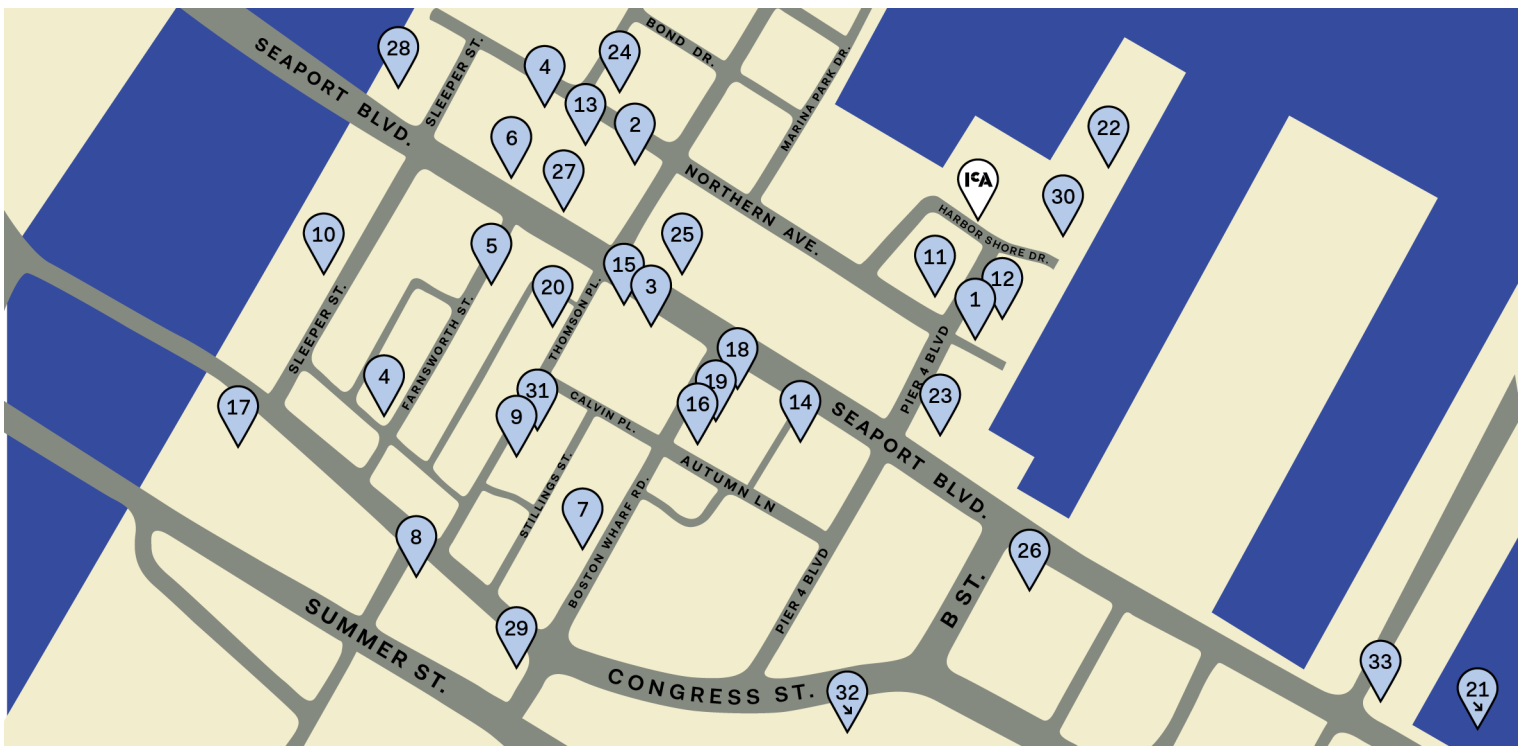 BOND DR.
28
SEAPORT BLVD.
SLEEPER ST.
4
24
MARINA PARK DR.
13
2
6
27
22
NORTHERN AVE.
ICA
30
HARBOR SHORE DR.
10
5
25
11
15
3
20
12
1
SLEEPER ST.
FARNSWORTH ST.
THOMSON PL.
PIER 4 BLVD
18
19
16
4
31
9
17
CALVIN PL.
14
23
SEAPORT BLVD.
AUTUMN LN
STILLINGS ST.
BOSTON WHARF RD.
7
8
26
PIER 4 BLVD
B ST.
SUMMER ST.
29
CONGRESS ST.
32 ↘
33
21 ↘